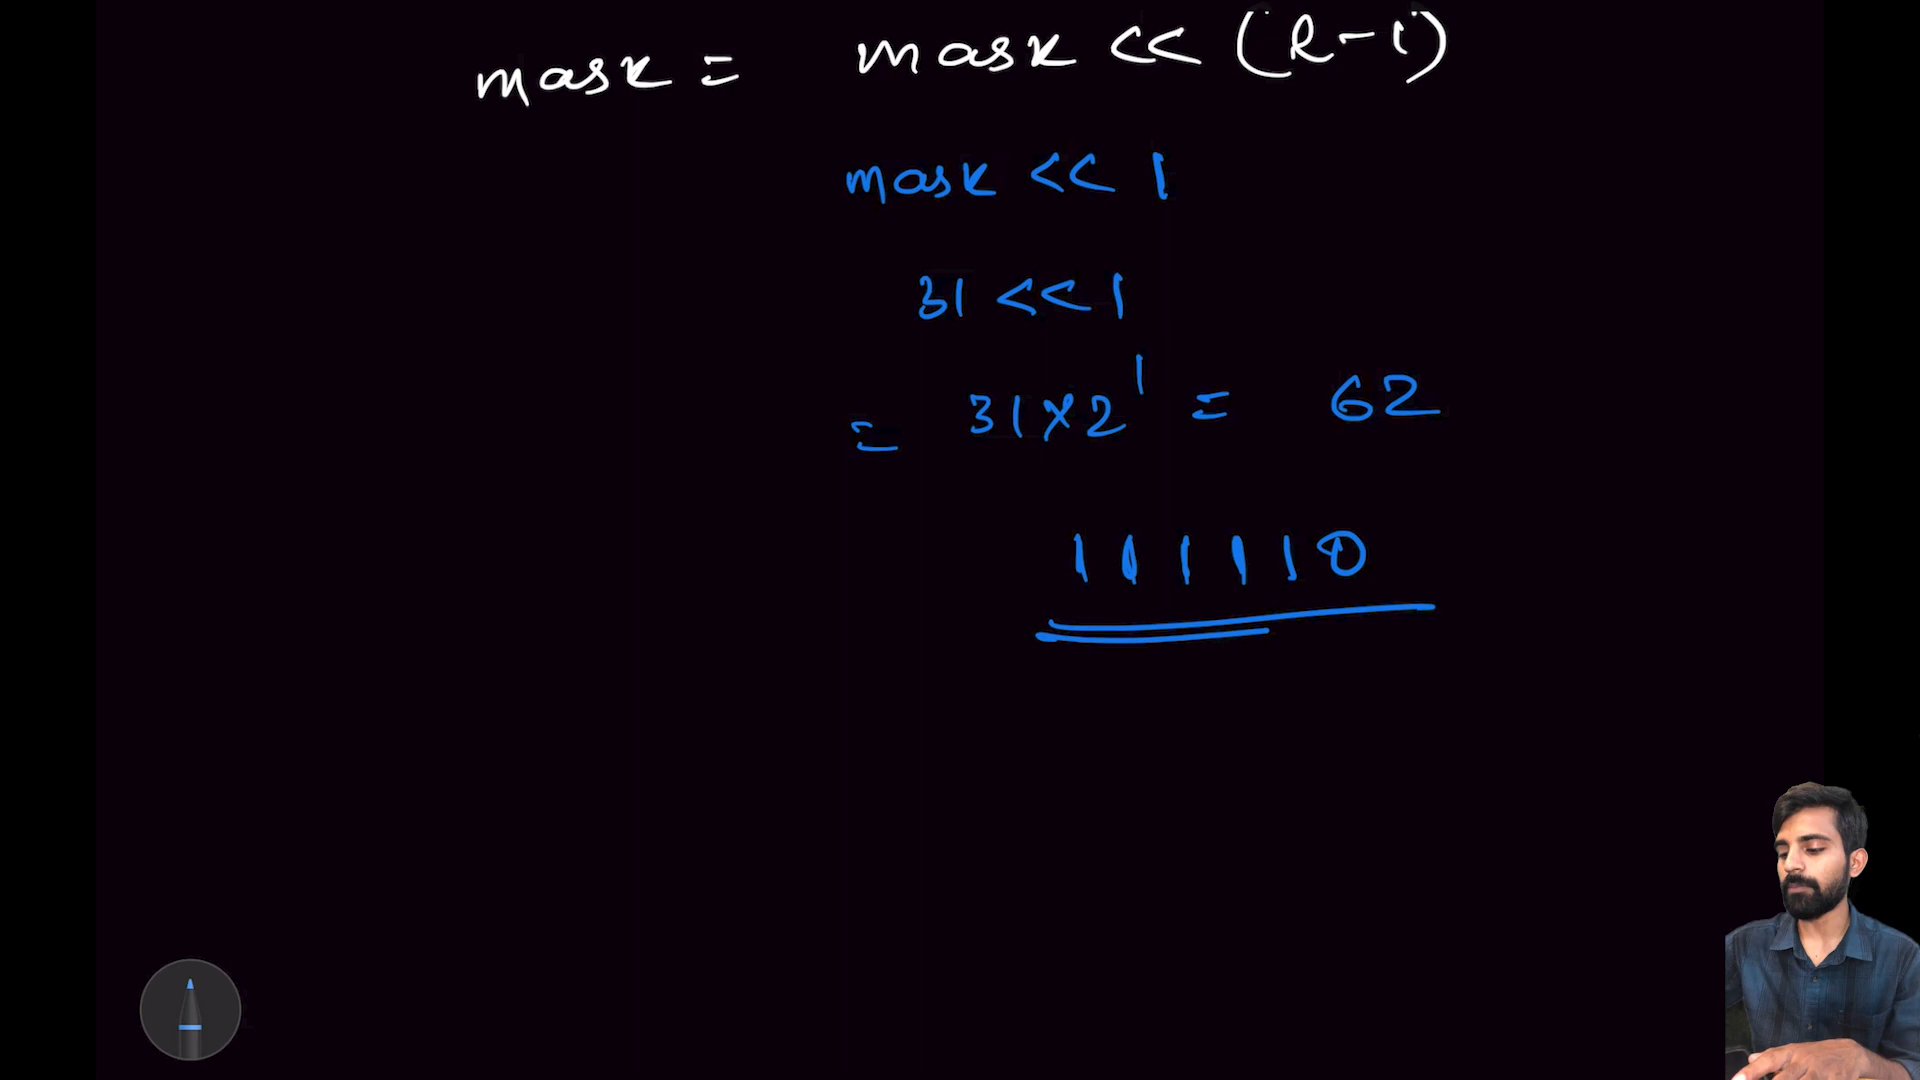 mask = mask << (l-1)
mask << 1
31 << 1
= 31×2¹ = 62
111110